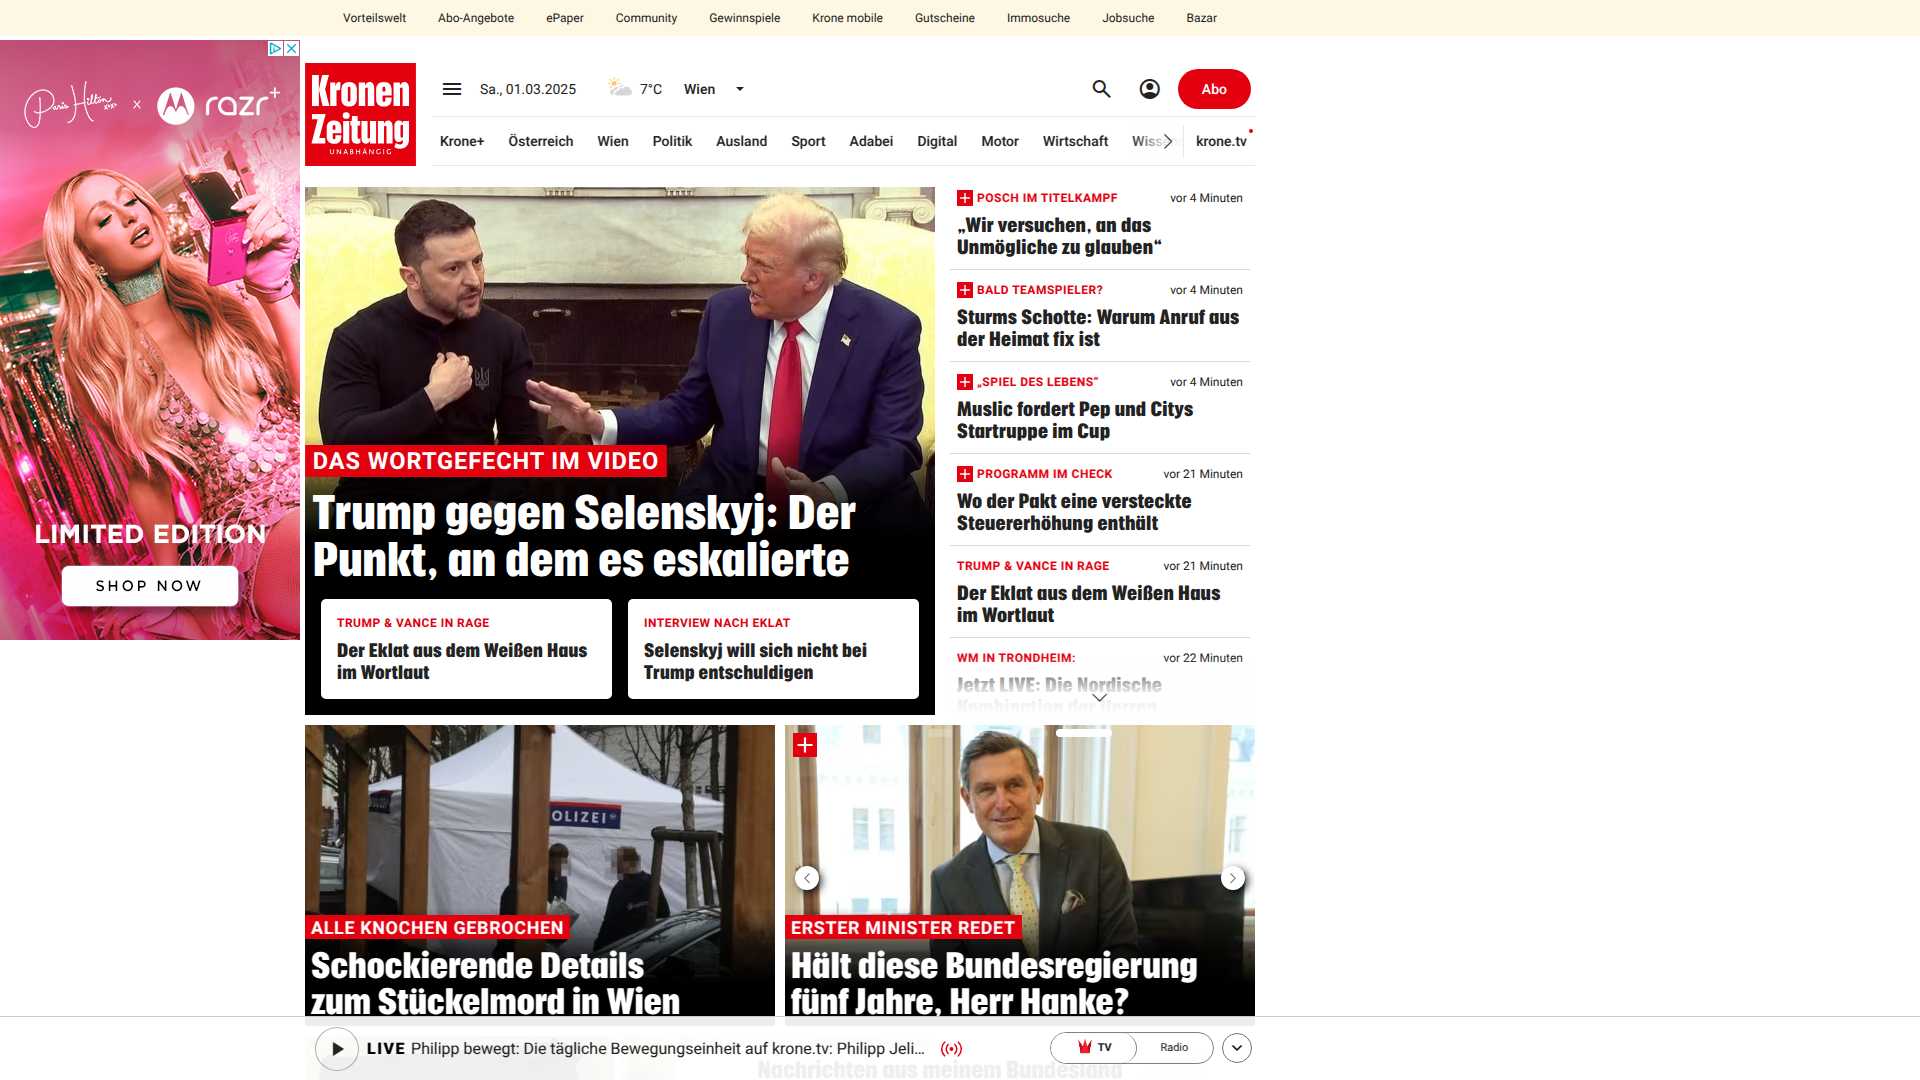 Vorteilswelt Abo-Angebote ePaper Community Gewinnspiele Krone mobile Gutscheine Immosuche Jobsuche Bazar
Paris Hilton x razr+
LIMITED EDITION
SHOP NOW
Kronen
Zeitung
UNABHÄNGIG
Sa., 01.03.2025 7°C Wien
Abo
Krone+ Österreich Wien Politik Ausland Sport Adabei Digital Motor Wirtschaft krone.tv
DAS WORTGEFECHT IM VIDEO
Trump gegen Selenskyj: Der
Punkt, an dem es eskalierte
TRUMP & VANCE IN RAGE
Der Eklat aus dem Weißen Haus
im Wortlaut
INTERVIEW NACH EKLAT
Selenskyj will sich nicht bei
Trump entschuldigen
POSCH IM TITELKAMPF vor 4 Minuten
„Wir versuchen, an das
Unmögliche zu glauben“
BALD TEAMSPIELER? vor 4 Minuten
Sturms Schotte: Warum Anruf aus
der Heimat fix ist
„SPIEL DES LEBENS“ vor 4 Minuten
Muslic fordert Pep und Citys
Startruppe im Cup
PROGRAMM IM CHECK vor 21 Minuten
Wo der Pakt eine versteckte
Steuererhöhung enthält
TRUMP & VANCE IN RAGE vor 21 Minuten
Der Eklat aus dem Weißen Haus
im Wortlaut
WM IN TRONDHEIM: vor 22 Minuten
Jetzt LIVE: Die Nordische
Kombination der Herren
OLIZEI
ALLE KNOCHEN GEBROCHEN
Schockierende Details
zum Stückelmord in Wien
ERSTER MINISTER REDET
Hält diese Bundesregierung
fünf Jahre, Herr Hanke?
LIVE Philipp bewegt: Die tägliche Bewegungseinheit auf krone.tv: Philipp Jeli...
TV Radio
Nachrichten aus meinem Bundesland